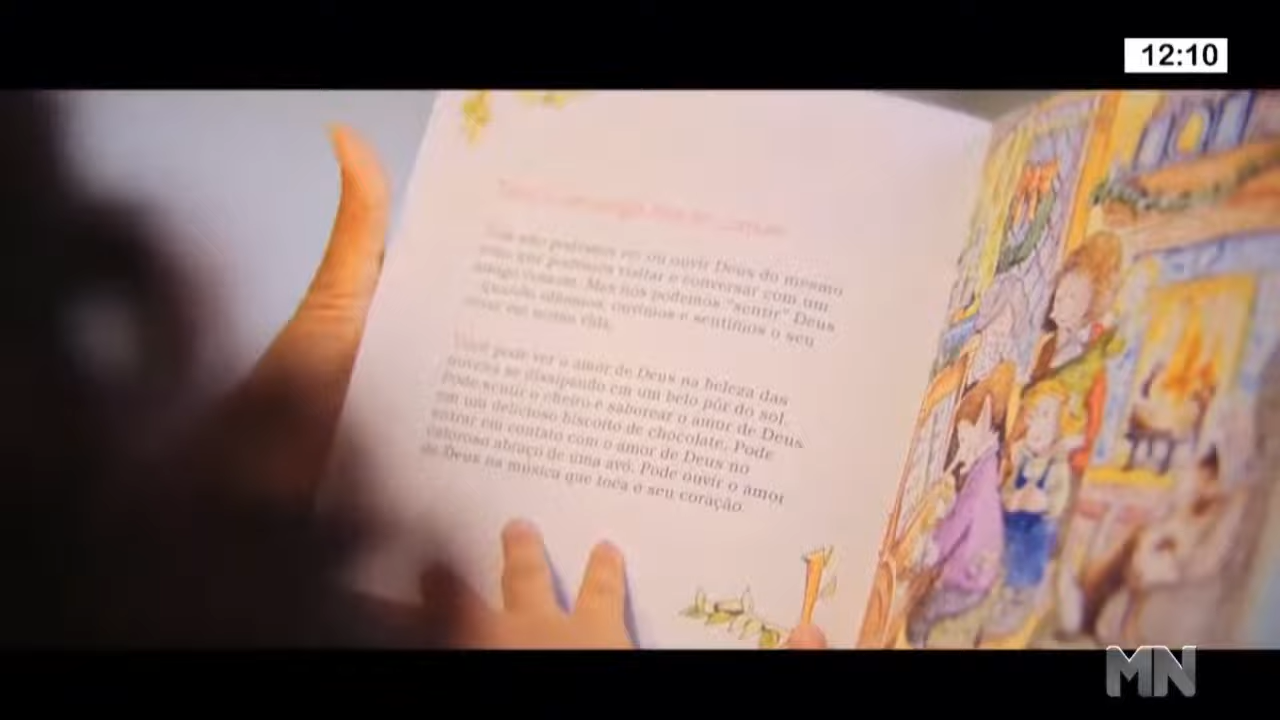 12:10
não podemos ver ou ouvir Deus do mesmo
que podemos visitar e conversar com um
amigo comum. Mas nós podemos "sentir" Deus
quando olhamos, ouvimos e sentimos o seu
amor em nossa vida.
Você pode ver o amor de Deus na beleza das
nuvens se dissipando em um belo pôr do sol.
Pode sentir o cheiro e saborear o amor de Deus
em um delicioso biscoito de chocolate. Pode
entrar em contato com o amor de Deus no
caloroso abraço de uma avó. Pode ouvir o amor
de Deus na música que toca o seu coração.
MN